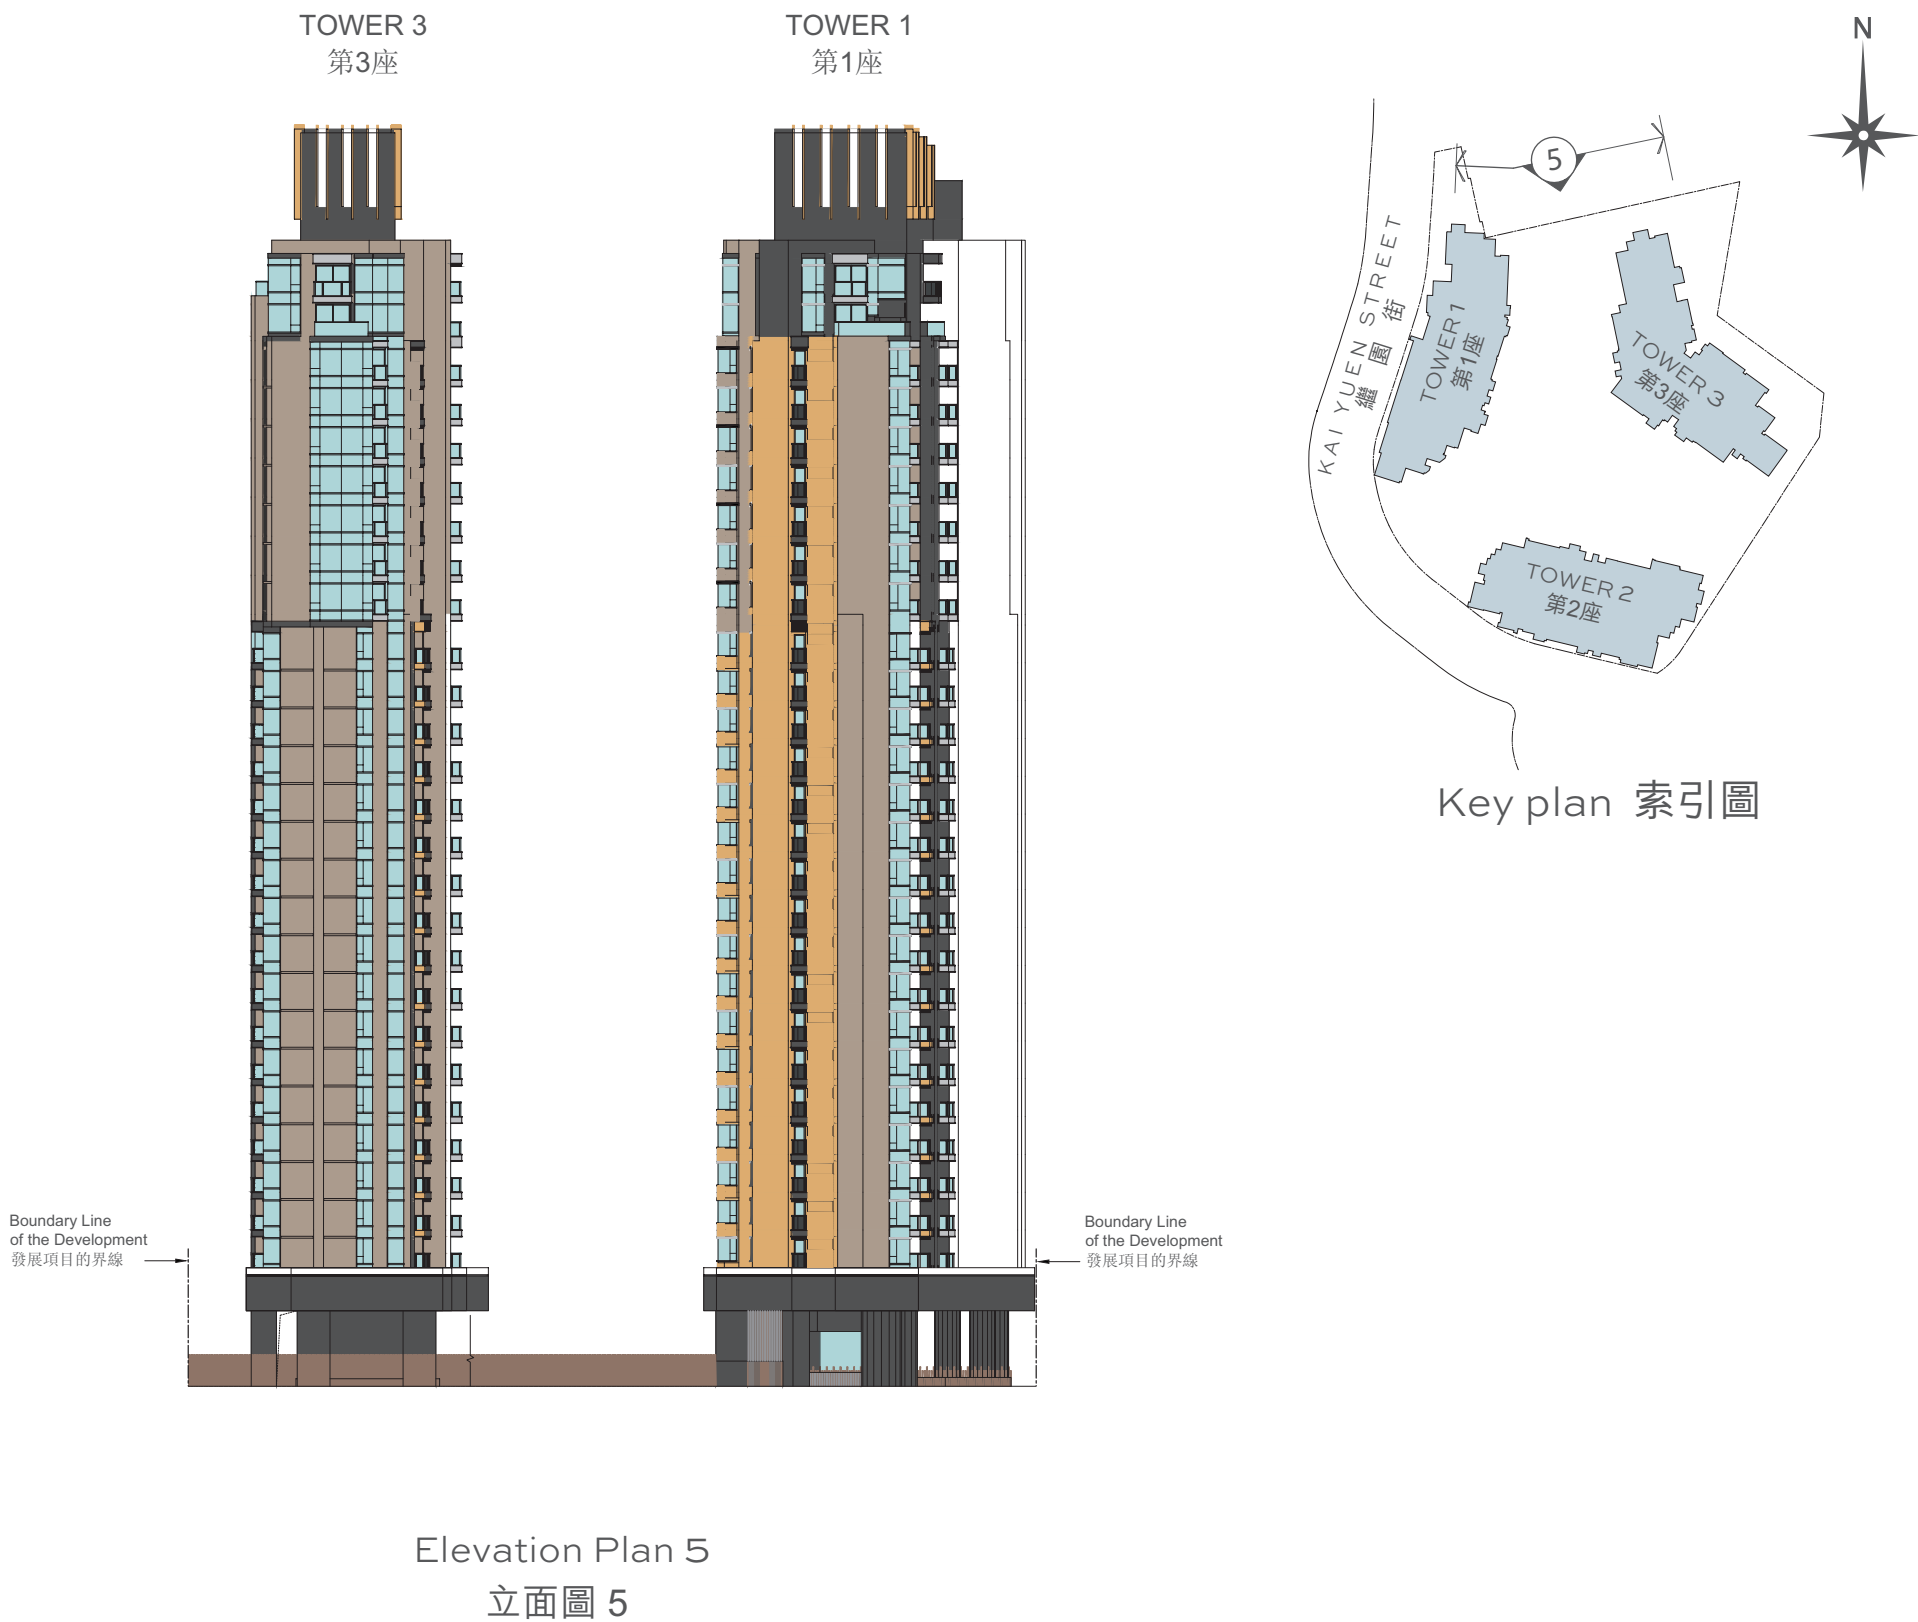 TOWER 3
第3座
TOWER 1
第1座
N
5
KAI YUEN STREET
繼園街
TOWER 1
第1座
TOWER 3
第3座
TOWER 2
第2座
Key plan 索引圖
Boundary Line
of the Development
發展項目的界線
Boundary Line
of the Development
發展項目的界線
Elevation Plan 5
立面圖 5